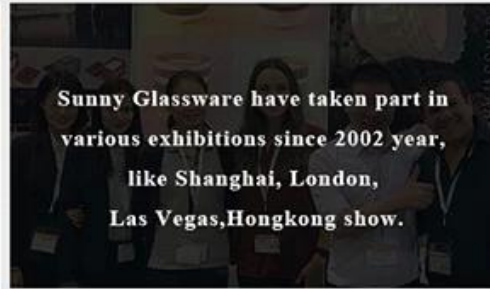 Sunny Glassware have taken part in
various exhibitions since 2002 year,
like Shanghai, London,
Las Vegas,Hongkong show.